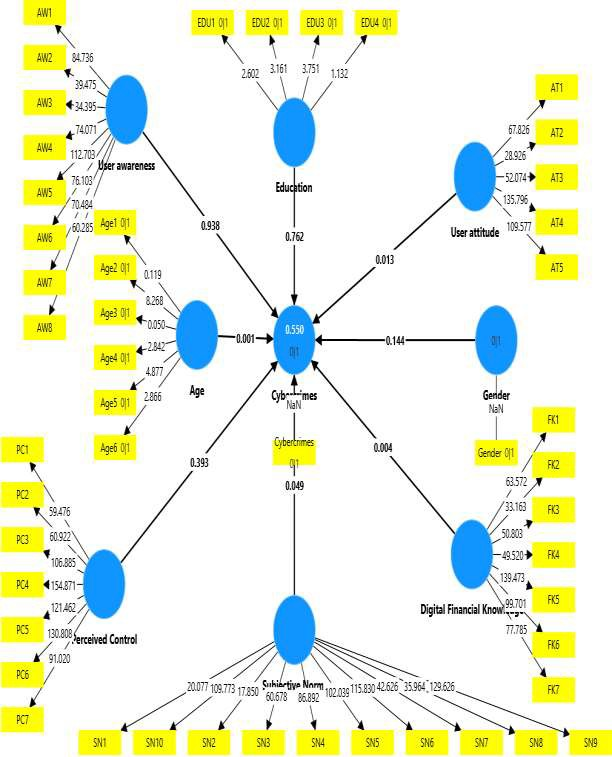 AW1
AW2
AW3
AW4
AW5
AW6
AW7
AW8
84.736
39.475
34.395
74.071
112.703
76.103
70.484
60.285
User awareness
EDU1 0|1
EDU2 0|1
EDU3 0|1
EDU4 0|1
2.602
3.161
3.751
1.132
Education
AT1
AT2
AT3
AT4
AT5
67.826
28.926
52.074
135.796
109.577
User attitude
0.938
0.762
0.013
Age1 0|1
Age2 0|1
Age3 0|1
Age4 0|1
Age5 0|1
Age6 0|1
0.119
8.268
0.050
2.842
4.877
2.866
Age
0.001
0.550
0|1
Cybercrimes
NaN
Cybercrimes
0|1
0.144
0|1
Gender
NaN
Gender 0|1
0.393
0.049
0.004
PC1
PC2
PC3
PC4
PC5
PC6
PC7
59.476
60.922
106.885
154.871
121.462
130.808
91.020
Perceived Control
FK1
FK2
FK3
FK4
FK5
FK6
FK7
63.572
33.163
50.803
49.520
139.473
99.701
77.785
Digital Financial Knowledge
Subjective Norm
20.077
109.773
17.850
60.678
86.892
102.039
115.830
42.626
35.964
129.626
SN1
SN10
SN2
SN3
SN4
SN5
SN6
SN7
SN8
SN9